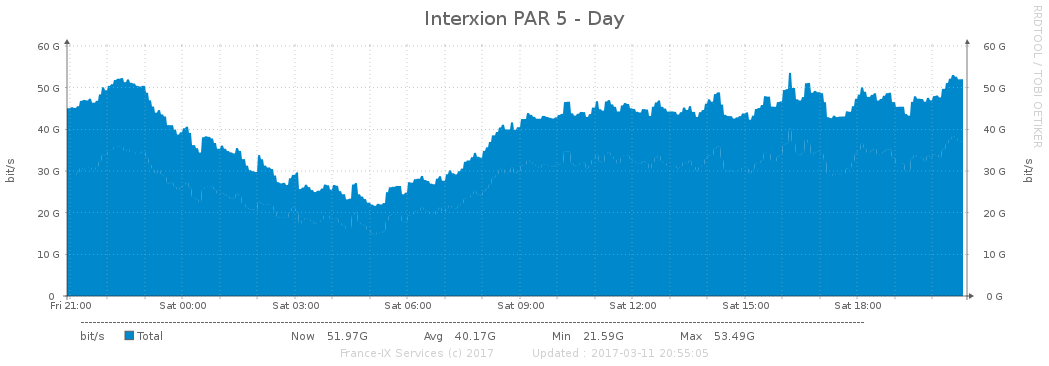 Interxion PAR 5 - Day
RRDTOOL / TOBI OETIKER
60 G 60 G
50 G 50 G
40 G 40 G
30 G 30 G
20 G 20 G
10 G 10 G
0 0 G
bit/s
bit/s
Fri 21:00 Sat 00:00 Sat 03:00 Sat 06:00 Sat 09:00 Sat 12:00 Sat 15:00 Sat 18:00
bit/s Total Now 51.97G Avg 40.17G Min 21.59G Max 53.49G
France-IX Services (c) 2017 Updated : 2017-03-11 20:55:05